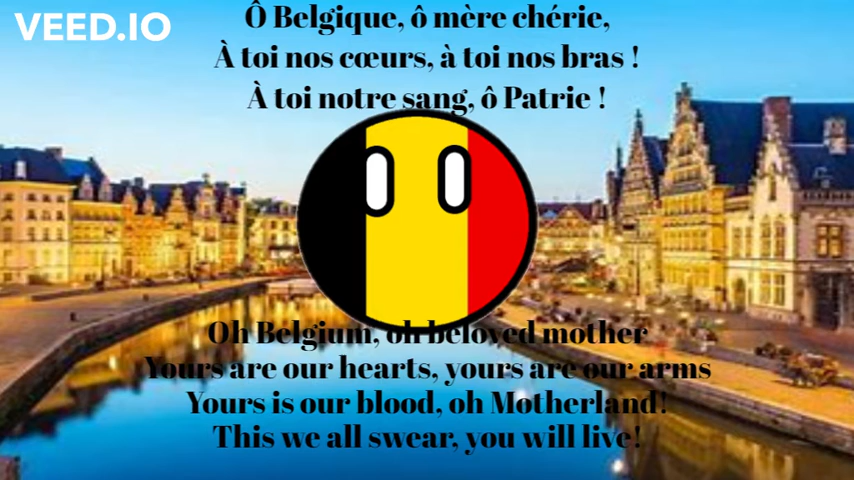 VEED.IO
Ô Belgique, ô mère chérie,
À toi nos cœurs, à toi nos bras !
À toi notre sang, ô Patrie !
Oh Belgium, oh beloved mother
Yours are our hearts, yours are our arms
Yours is our blood, oh Motherland!
This we all swear, you will live!